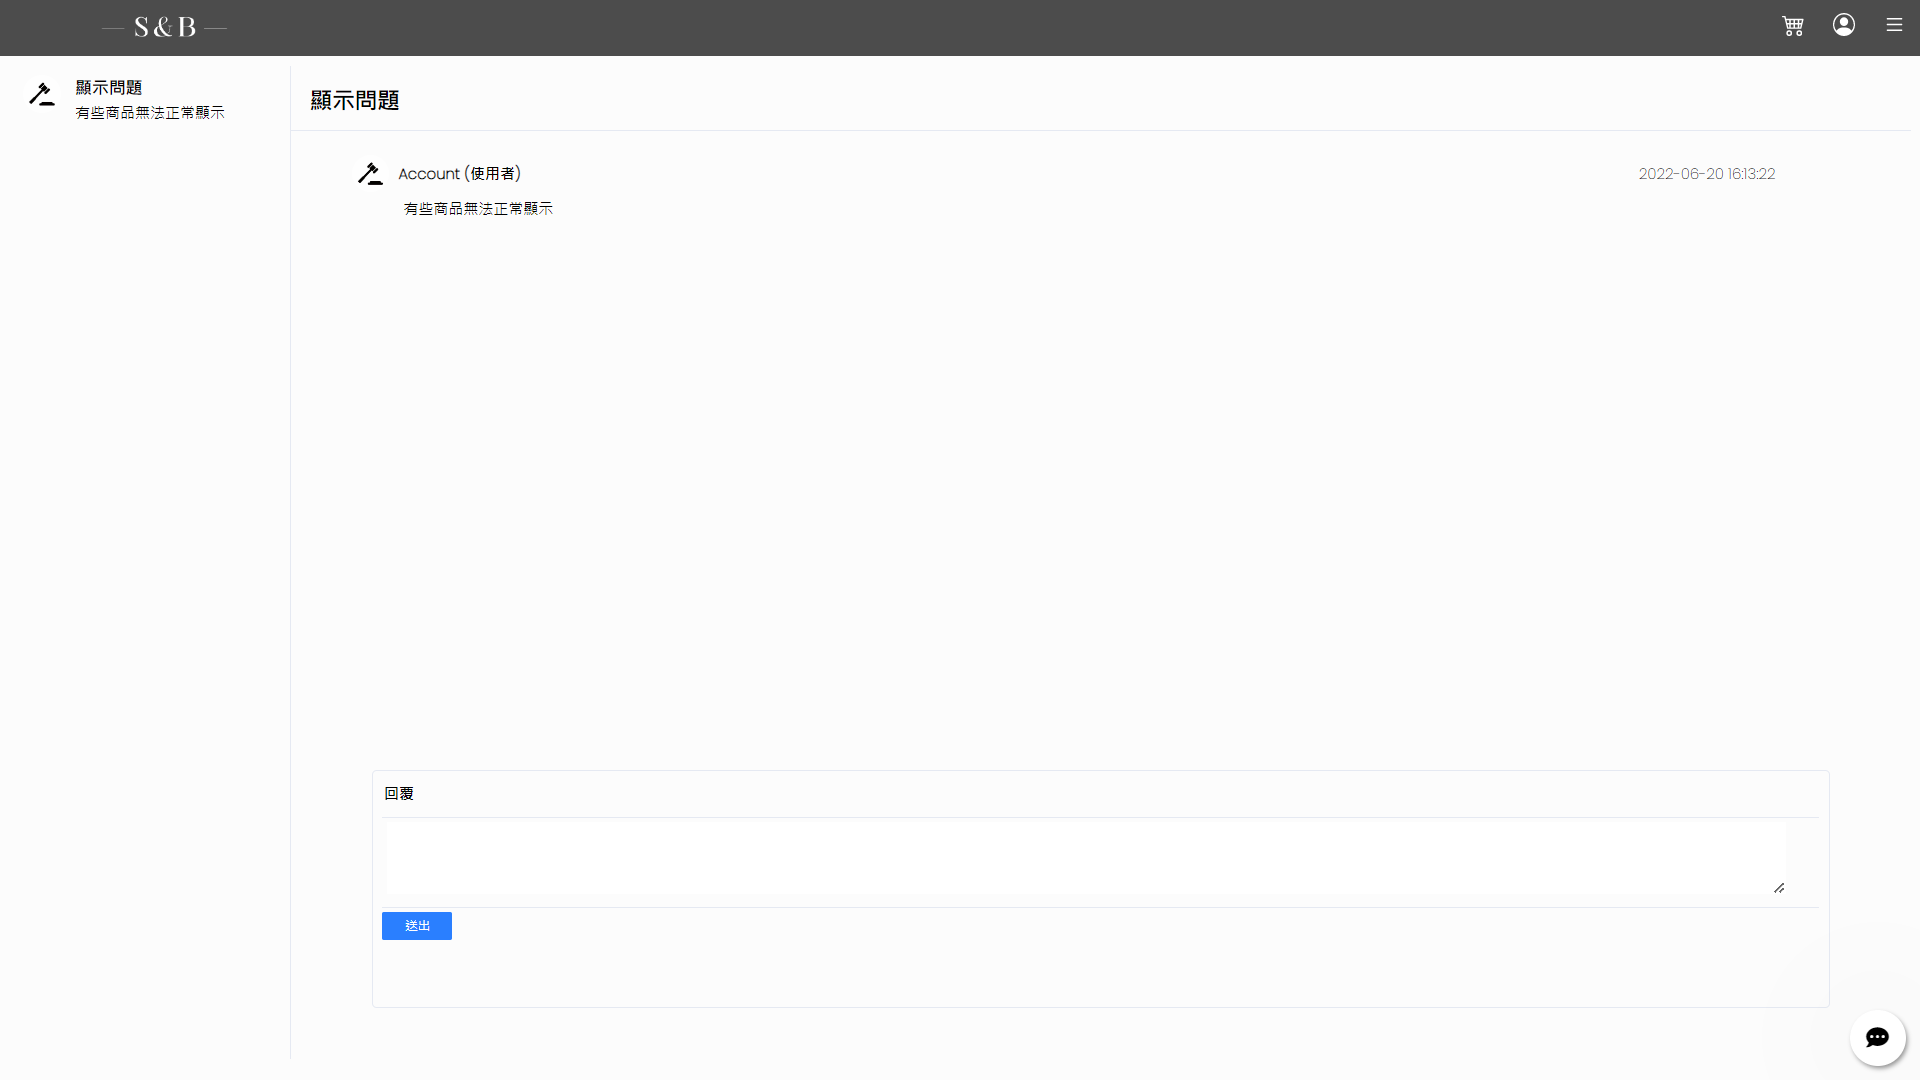 S & B
顯示問題
有些商品無法正常顯示
顯示問題
Account (使用者)
2022-06-20 16:13:22
有些商品無法正常顯示
回覆
送出